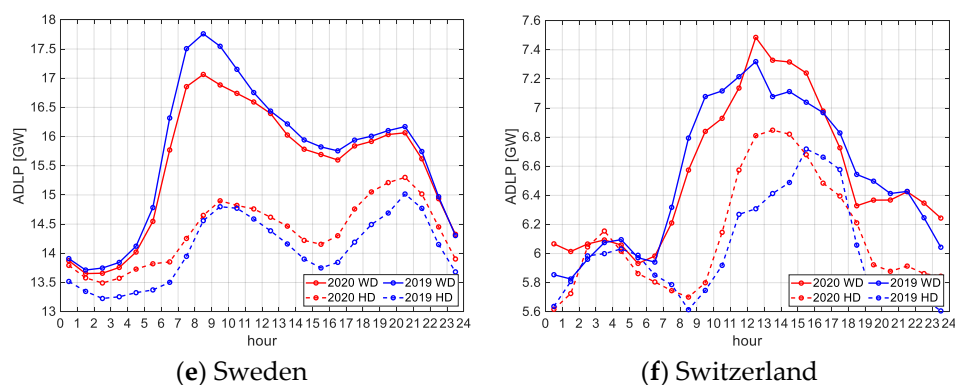 18
17.5
17
16.5
16
15.5
15
14.5
14
13.5
13
ADLP [GW]
0 1 2 3 4 5 6 7 8 9 10 11 12 13 14 15 16 17 18 19 20 21 22 23 24
hour
2020 WD 2019 WD
2020 HD 2019 HD
(e) Sweden
7.6
7.4
7.2
7
6.8
6.6
6.4
6.2
6
5.8
5.6
ADLP [GW]
0 1 2 3 4 5 6 7 8 9 10 11 12 13 14 15 16 17 18 19 20 21 22 23 24
hour
2020 WD 2019 WD
2020 HD 2019 HD
(f) Switzerland